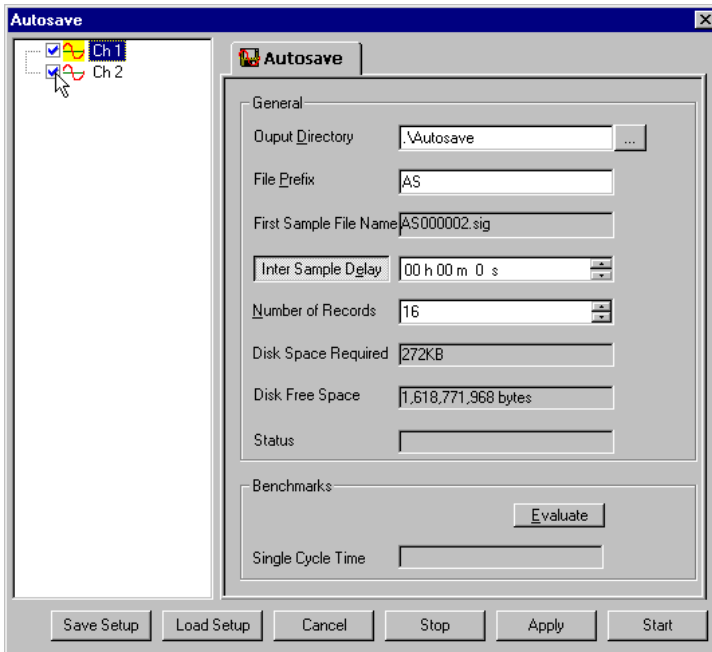 Autosave
Ch 1
Ch 2
Autosave
General
Ouput Directory
.\Autosave
...
File Prefix
AS
First Sample File Name
AS000002.sig
Inter Sample Delay
00 h 00 m 0 s
Number of Records
16
Disk Space Required
272KB
Disk Free Space
1,618,771,968 bytes
Status
Benchmarks
Evaluate
Single Cycle Time
Save Setup
Load Setup
Cancel
Stop
Apply
Start